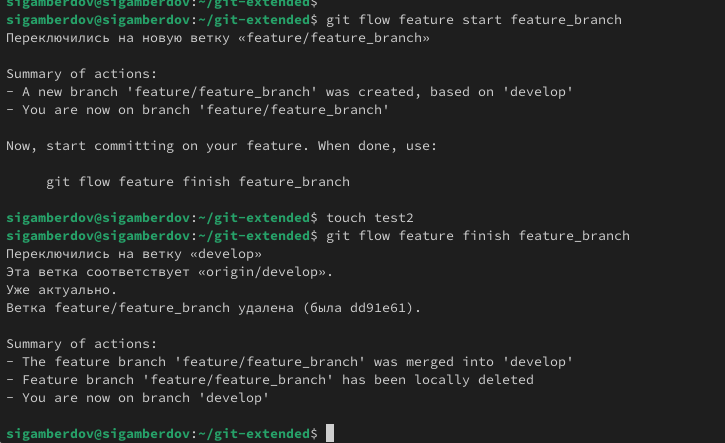 sigamberdov@sigamberdov:~/git-extended$
sigamberdov@sigamberdov:~/git-extended$ git flow feature start feature_branch
Переключились на новую ветку «feature/feature_branch»
Summary of actions:
- A new branch 'feature/feature_branch' was created, based on 'develop'
- You are now on branch 'feature/feature_branch'
Now, start committing on your feature. When done, use:
git flow feature finish feature_branch
sigamberdov@sigamberdov:~/git-extended$ touch test2
sigamberdov@sigamberdov:~/git-extended$ git flow feature finish feature_branch
Переключились на ветку «develop»
Эта ветка соответствует «origin/develop».
Уже актуально.
Ветка feature/feature_branch удалена (была dd91e61).
Summary of actions:
- The feature branch 'feature/feature_branch' was merged into 'develop'
- Feature branch 'feature/feature_branch' has been locally deleted
- You are now on branch 'develop'
sigamberdov@sigamberdov:~/git-extended$